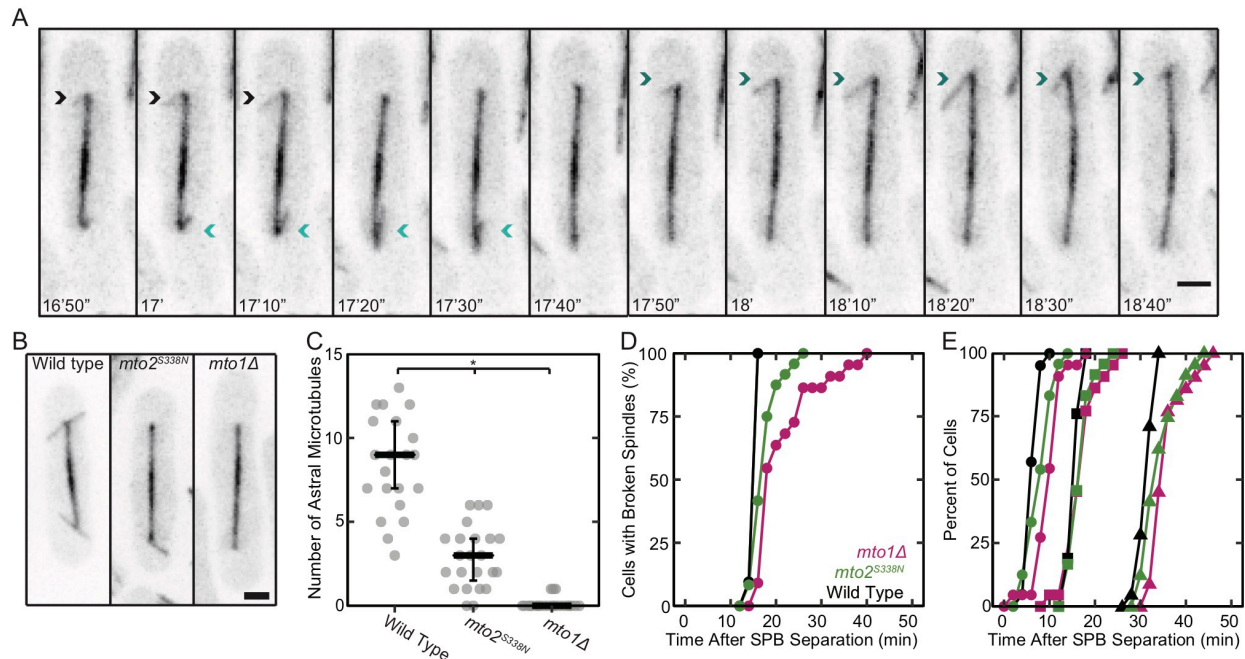 A
16’50” 17’ 17’10” 17’20” 17’30” 17’40” 17’50” 18’ 18’10” 18’20” 18’30” 18’40”
B
Wild type mto2S338N mto1Δ
C
Number of Astral Microtubules
15
10
5
0
*
Wild Type mto2S338N mto1Δ
D
Cells with Broken Spindles (%)
100
75
50
25
0
mto1Δ
mto2S338N
Wild Type
0 10 20 30 40 50
Time After SPB Separation (min)
E
Percent of Cells
100
75
50
25
0
0 10 20 30 40 50
Time After SPB Separation (min)